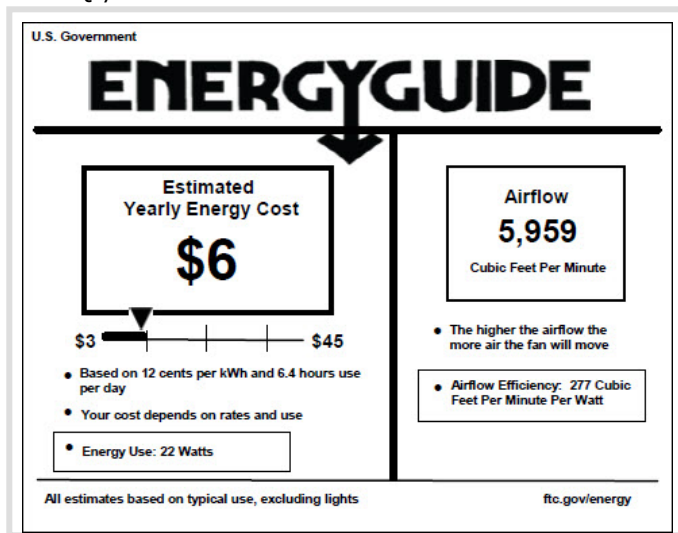 U.S. Government
ENERGYGUIDE
Estimated
Yearly Energy Cost
$6
$3
$45
• Based on 12 cents per kWh and 6.4 hours use
per day
• Your cost depends on rates and use
• Energy Use: 22 Watts
Airflow
5,959
Cubic Feet Per Minute
• The higher the airflow the
more air the fan will move
• Airflow Efficiency: 277 Cubic
Feet Per Minute Per Watt
All estimates based on typical use, excluding lights
ftc.gov/energy